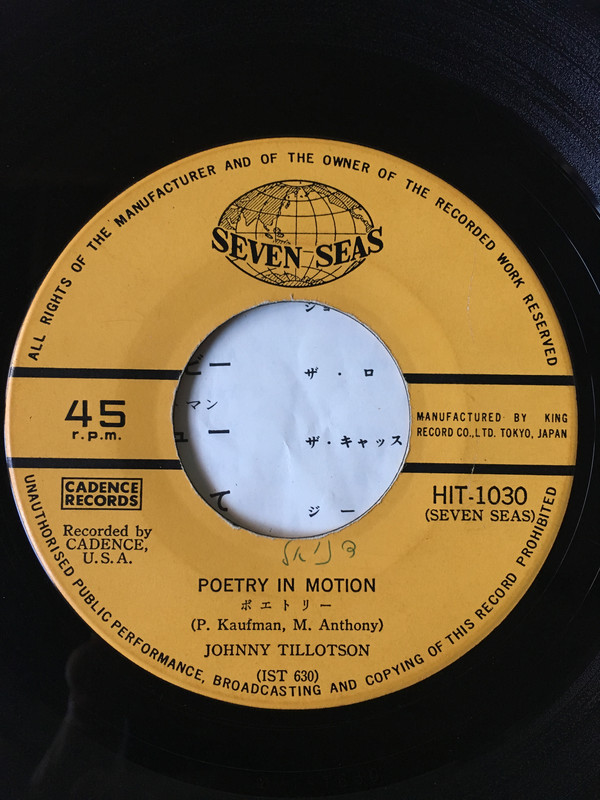 ALL RIGHTS OF THE MANUFACTURER AND OF THE OWNER OF THE RECORDED WORK RESERVED
SEVEN SEAS
ザ・ロ
マン
ザ・キャッス
て
ジー
45
r.p.m.
MANUFACTURED BY KING
RECORD CO., LTD. TOKYO, JAPAN
CADENCE
RECORDS
HIT-1030
(SEVEN SEAS)
Recorded by
CADENCE,
U.S.A.
POETRY IN MOTION
ポエトリー
(P. Kaufman, M. Anthony)
JOHNNY TILLOTSON
(IST 630)
UNAUTHORISED PUBLIC PERFORMANCE, BROADCASTING AND COPYING OF THIS RECORD PROHIBITED